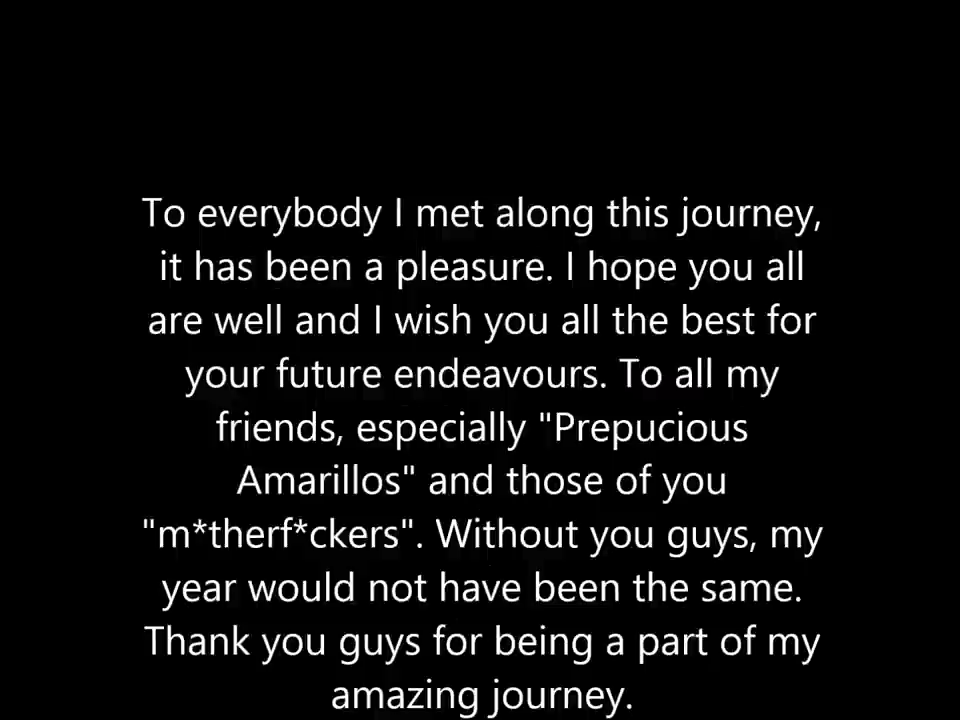 To everybody I met along this journey,
it has been a pleasure. I hope you all
are well and I wish you all the best for
your future endeavours. To all my
friends, especially "Prepucious
Amarillos" and those of you
"m*therf*ckers". Without you guys, my
year would not have been the same.
Thank you guys for being a part of my
amazing journey.